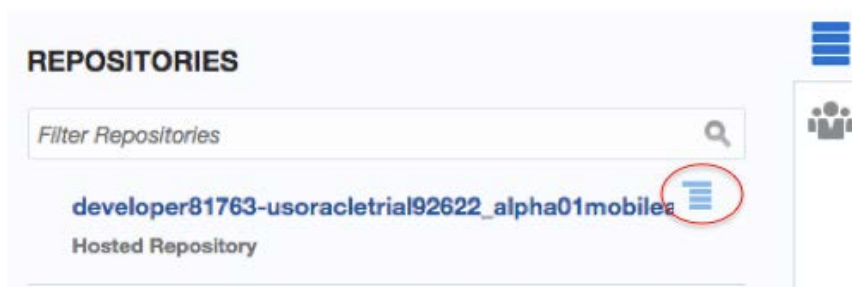 REPOSITORIES
Filter Repositories
developer81763-usoracletrial92622_alpha01mobilea
Hosted Repository